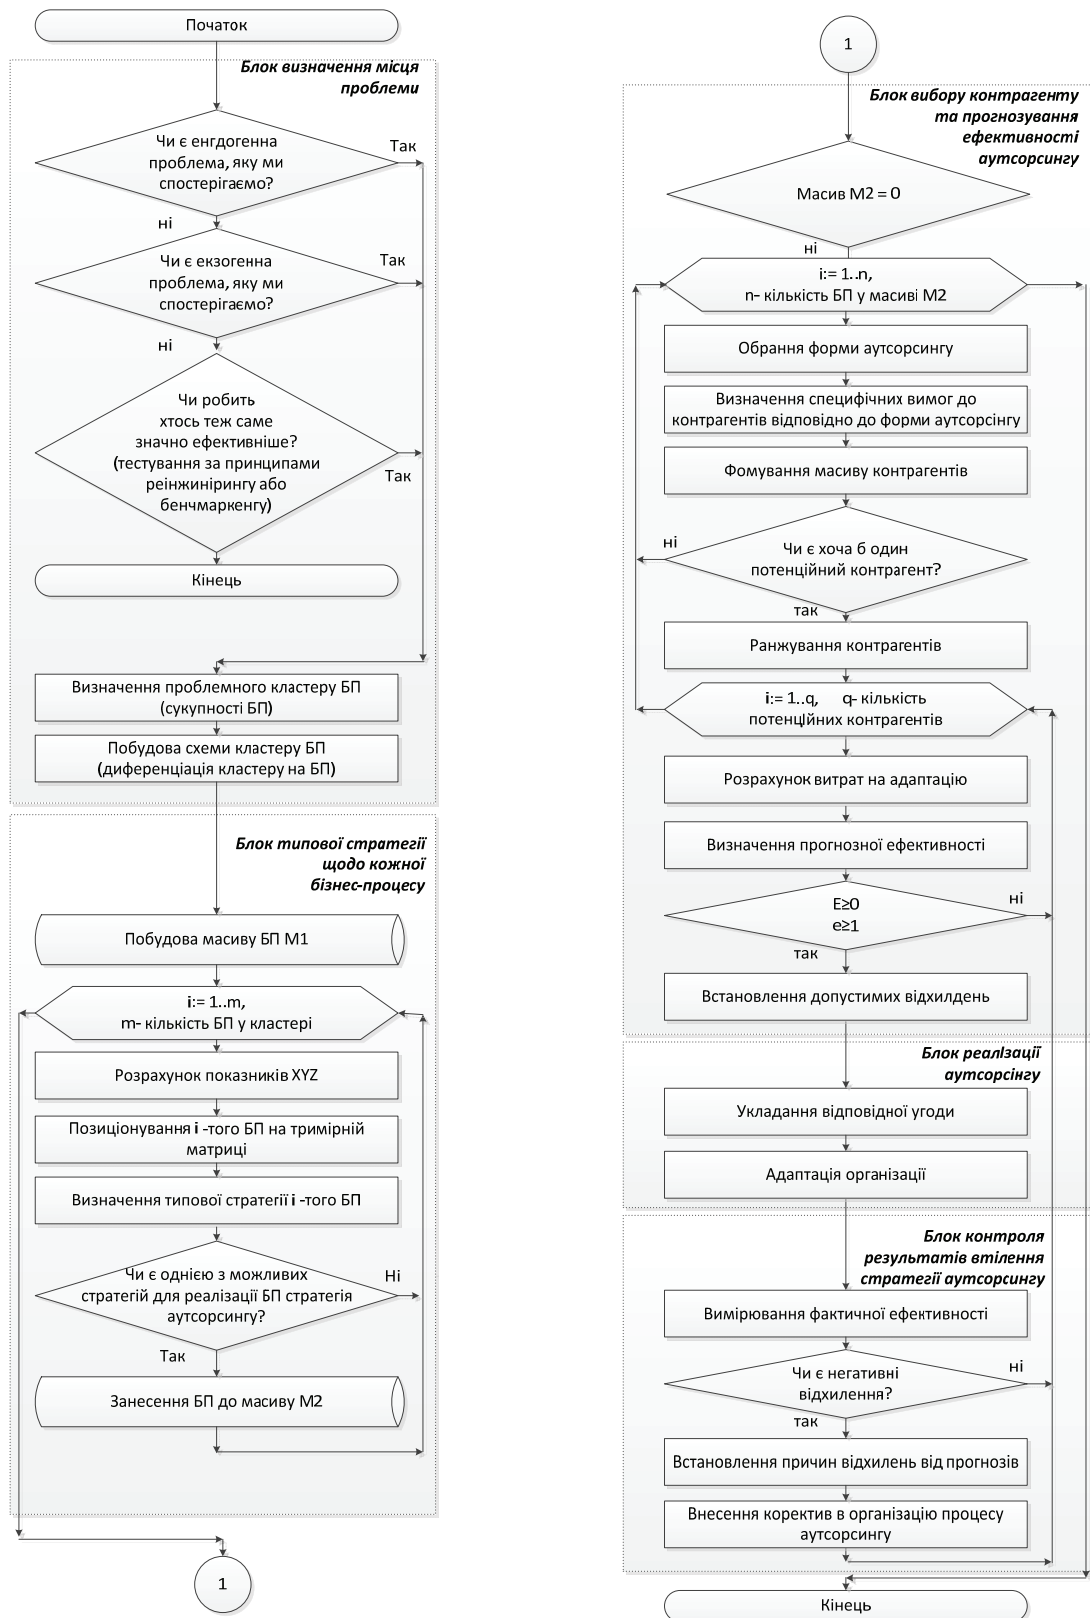 Початок
Блок визначення місця
проблеми
Чи є енгдогенна
проблема, яку ми
спостерігаємо?
Так
ні
Чи є екзогенна
проблема, яку ми
спостерігаємо?
Так
ні
Чи робить
хтось теж саме
значно ефективніше?
(тестування за принципами
реінжинірингу або
бенчмаркенгу)
Так
Кінець
Визначення проблемного кластеру БП
(сукупності БП)
Побудова схеми кластеру БП
(диференціація кластеру на БП)
Блок типової стратегії
щодо кожної
бізнес-процесу
Побудова масиву БП М1
i:= 1..m,
m- кількість БП у кластері
Розрахунок показників XYZ
Позиціонування i -того БП на тримірній
матриці
Визначення типової стратегії i -того БП
Чи є однією з можливих
стратегій для реалізації БП стратегія
аутсорсингу?
Ні
Так
Занесення БП до масиву М2
1
1
Блок вибору контрагенту
та прогнозування
ефективності
аутсорсингу
Масив М2 = 0
ні
i:= 1..n,
n- кількість БП у масиві М2
Обрання форми аутсорсингу
Визначення специфічних вимог до
контрагентів відповідно до форми аутсорсінгу
Фомування масиву контрагентів
Чи є хоча б один
потенційний контрагент?
ні
так
Ранжування контрагентів
i:= 1..q, q- кількість
потенційних контрагентів
Розрахунок витрат на адаптацію
Визначення прогнозної ефективності
E≥0
e≥1
ні
так
Встановлення допустимих відхилдень
Блок реалізації
аутсорсінгу
Укладання відповідної угоди
Адаптація організації
Блок контроля
результатів втілення
стратегії аутсорсингу
Вимірювання фактичної ефективності
Чи є негативні
відхилення?
ні
так
Встановлення причин відхилень від прогнозів
Внесення коректив в організацію процесу
аутсорсингу
Кінець